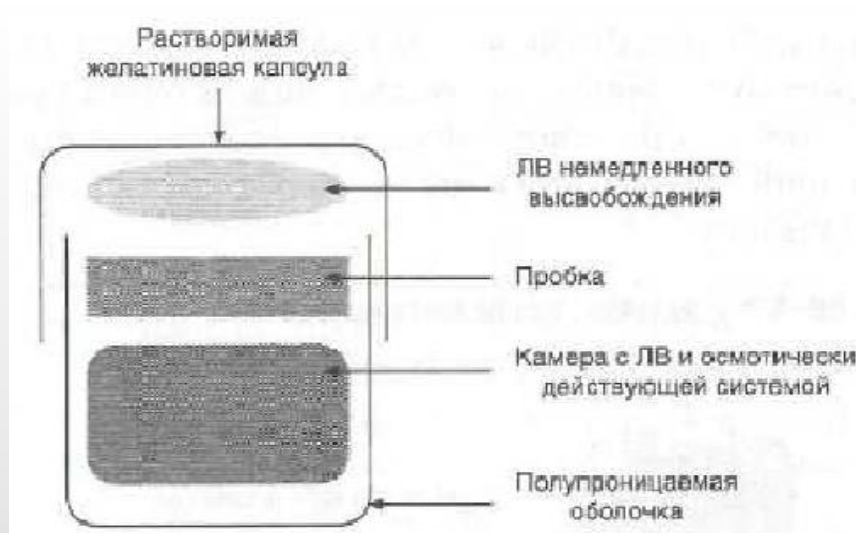 Растворимая
желатиновая капсула
ЛВ немедленного
высвобождения
Пробка
Камера с ЛВ и осмотически
действующей системой
Полупроницаемая
оболочка